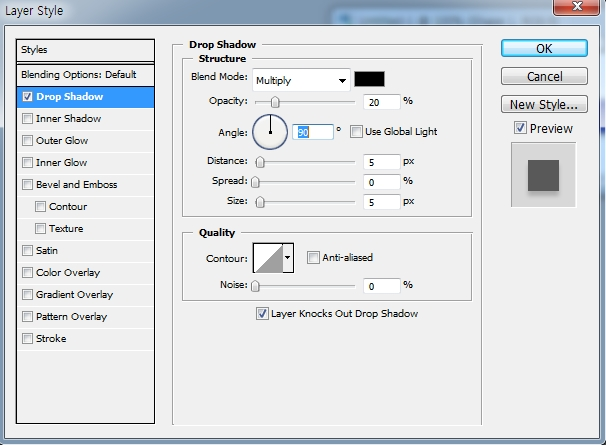 Layer Style
Styles
Blending Options: Default
Drop Shadow
Inner Shadow
Outer Glow
Inner Glow
Bevel and Emboss
Contour
Texture
Satin
Color Overlay
Gradient Overlay
Pattern Overlay
Stroke
Drop Shadow
Structure
Blend Mode: Multiply
Opacity: 20 %
Angle: 90 ° Use Global Light
Distance: 5 px
Spread: 0 %
Size: 5 px
Quality
Contour: Anti-aliased
Noise: 0 %
Layer Knocks Out Drop Shadow
OK
Cancel
New Style...
Preview